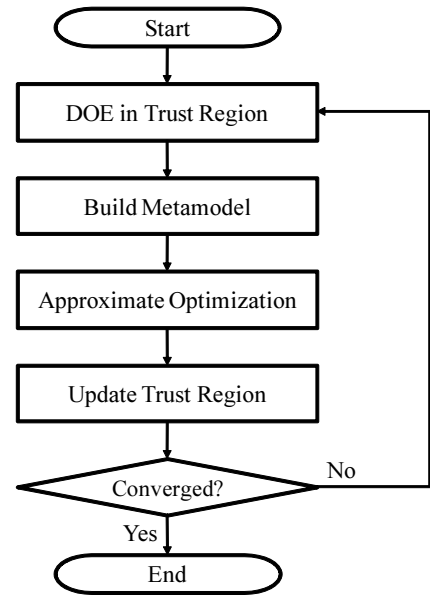 Start
DOE in Trust Region
Build Metamodel
Approximate Optimization
Update Trust Region
Converged?
No
Yes
End